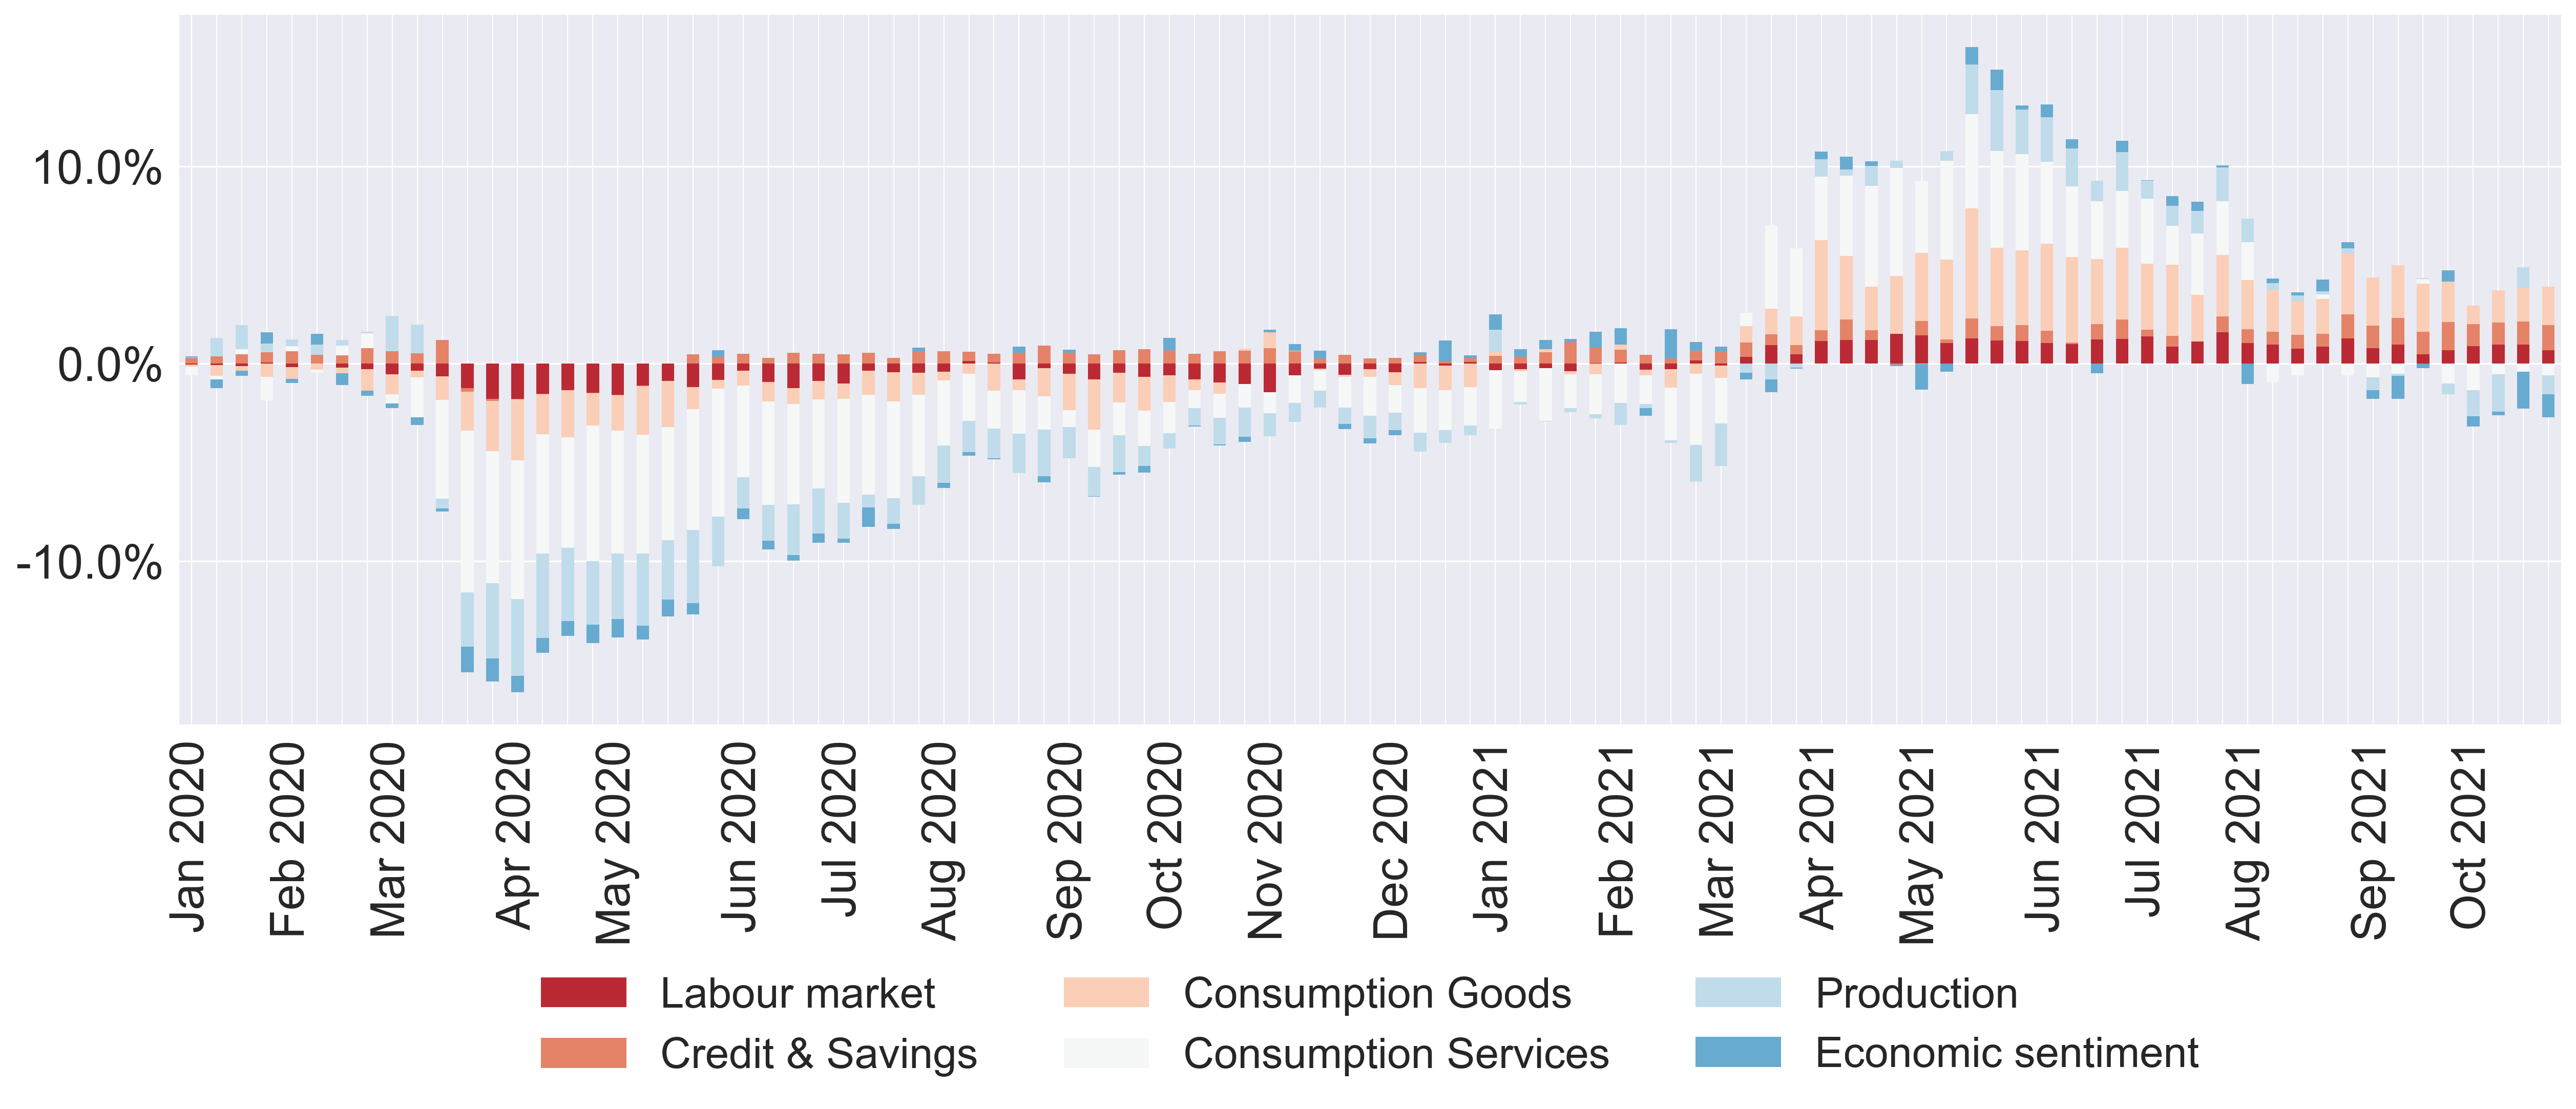 10.0%
0.0%
-10.0%
Jan 2020
Feb 2020
Mar 2020
Apr 2020
May 2020
Jun 2020
Jul 2020
Aug 2020
Sep 2020
Oct 2020
Nov 2020
Dec 2020
Jan 2021
Feb 2021
Mar 2021
Apr 2021
May 2021
Jun 2021
Jul 2021
Aug 2021
Sep 2021
Oct 2021
Labour market
Credit & Savings
Consumption Goods
Consumption Services
Production
Economic sentiment